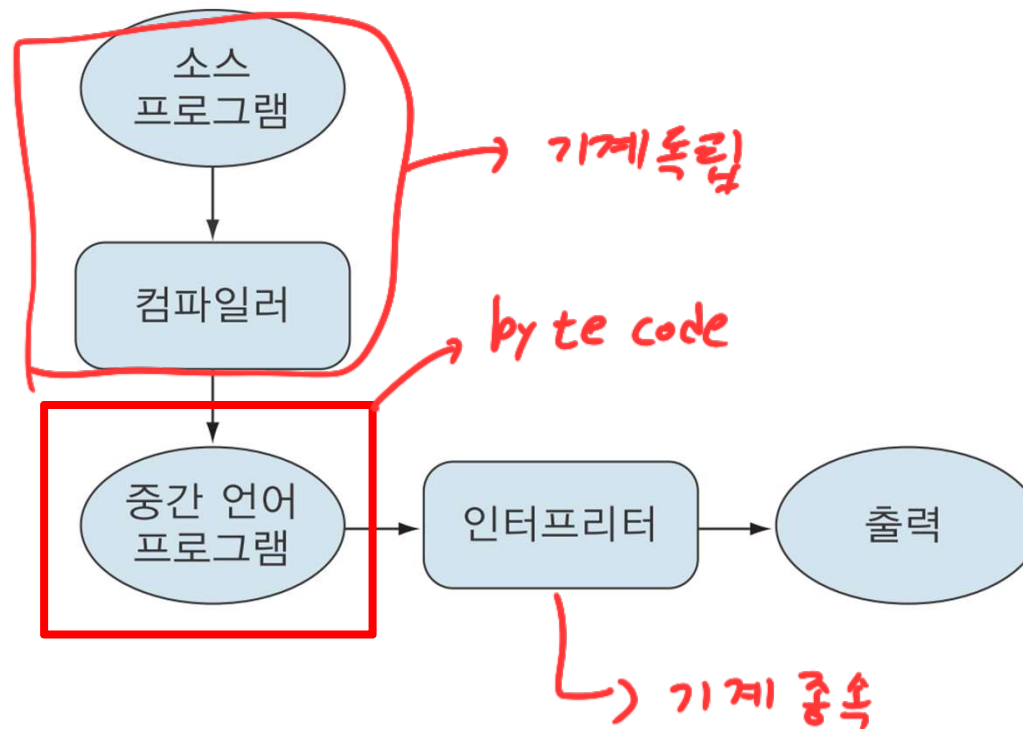 소스
프로그램
기계독립
컴파일러
byte code
중간 언어
프로그램
인터프리터
출력
기계 종속